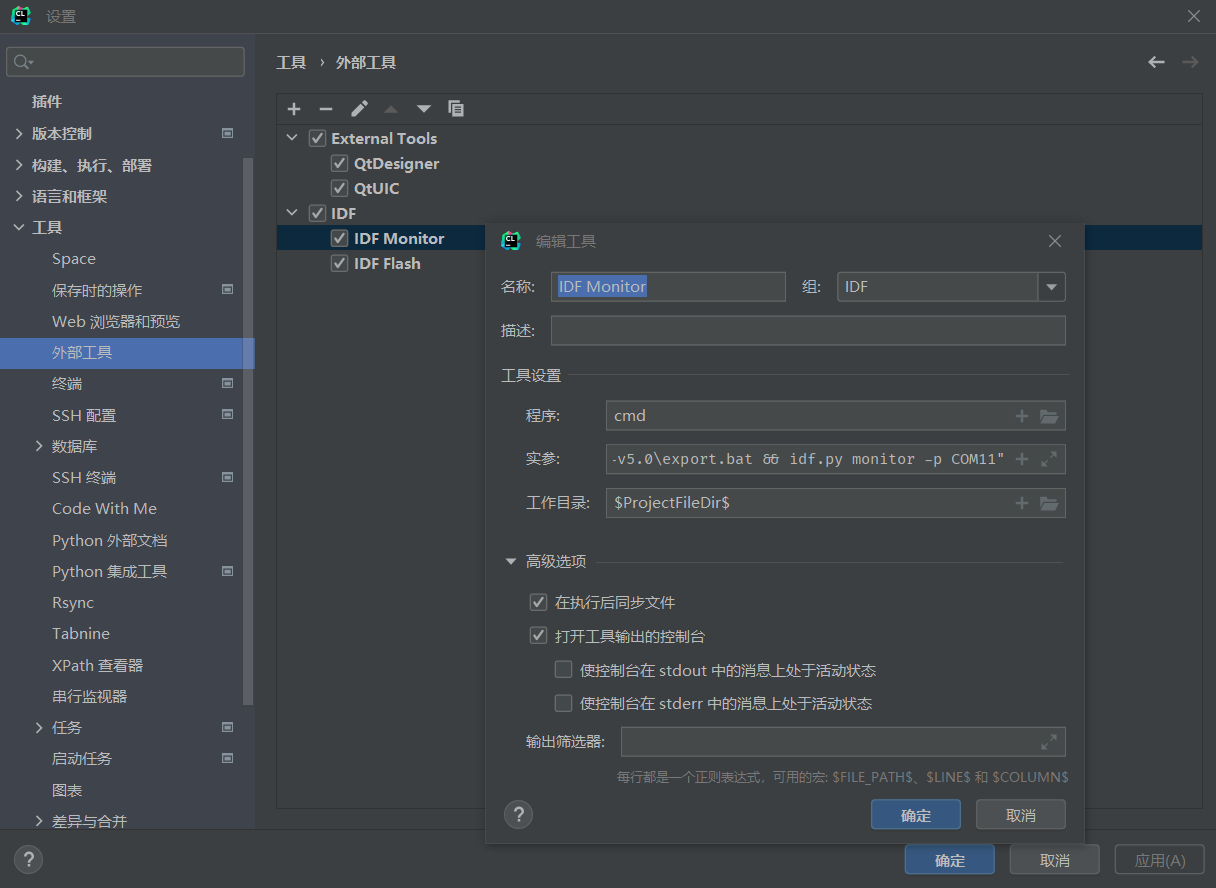 设置
工具 › 外部工具
插件
版本控制
构建、执行、部署
语言和框架
工具
Space
保存时的操作
Web 浏览器和预览
外部工具
终端
SSH 配置
数据库
SSH 终端
Code With Me
Python 外部文档
Python 集成工具
Rsync
Tabnine
XPath 查看器
串行监视器
任务
启动任务
图表
差异与合并
External Tools
QtDesigner
QtUIC
IDF
IDF Monitor
IDF Flash
编辑工具
名称: IDF Monitor 组: IDF
描述:
工具设置
程序: cmd
实参: -v5.0\export.bat && idf.py monitor -p COM11"
工作目录: $ProjectFileDir$
高级选项
在执行后同步文件
打开工具输出的控制台
使控制台在 stdout 中的消息上处于活动状态
使控制台在 stderr 中的消息上处于活动状态
输出筛选器:
每行都是一个正则表达式，可用的宏: $FILE_PATH$、$LINE$ 和 $COLUMN$
? 确定 取消
? 确定 取消 应用(A)